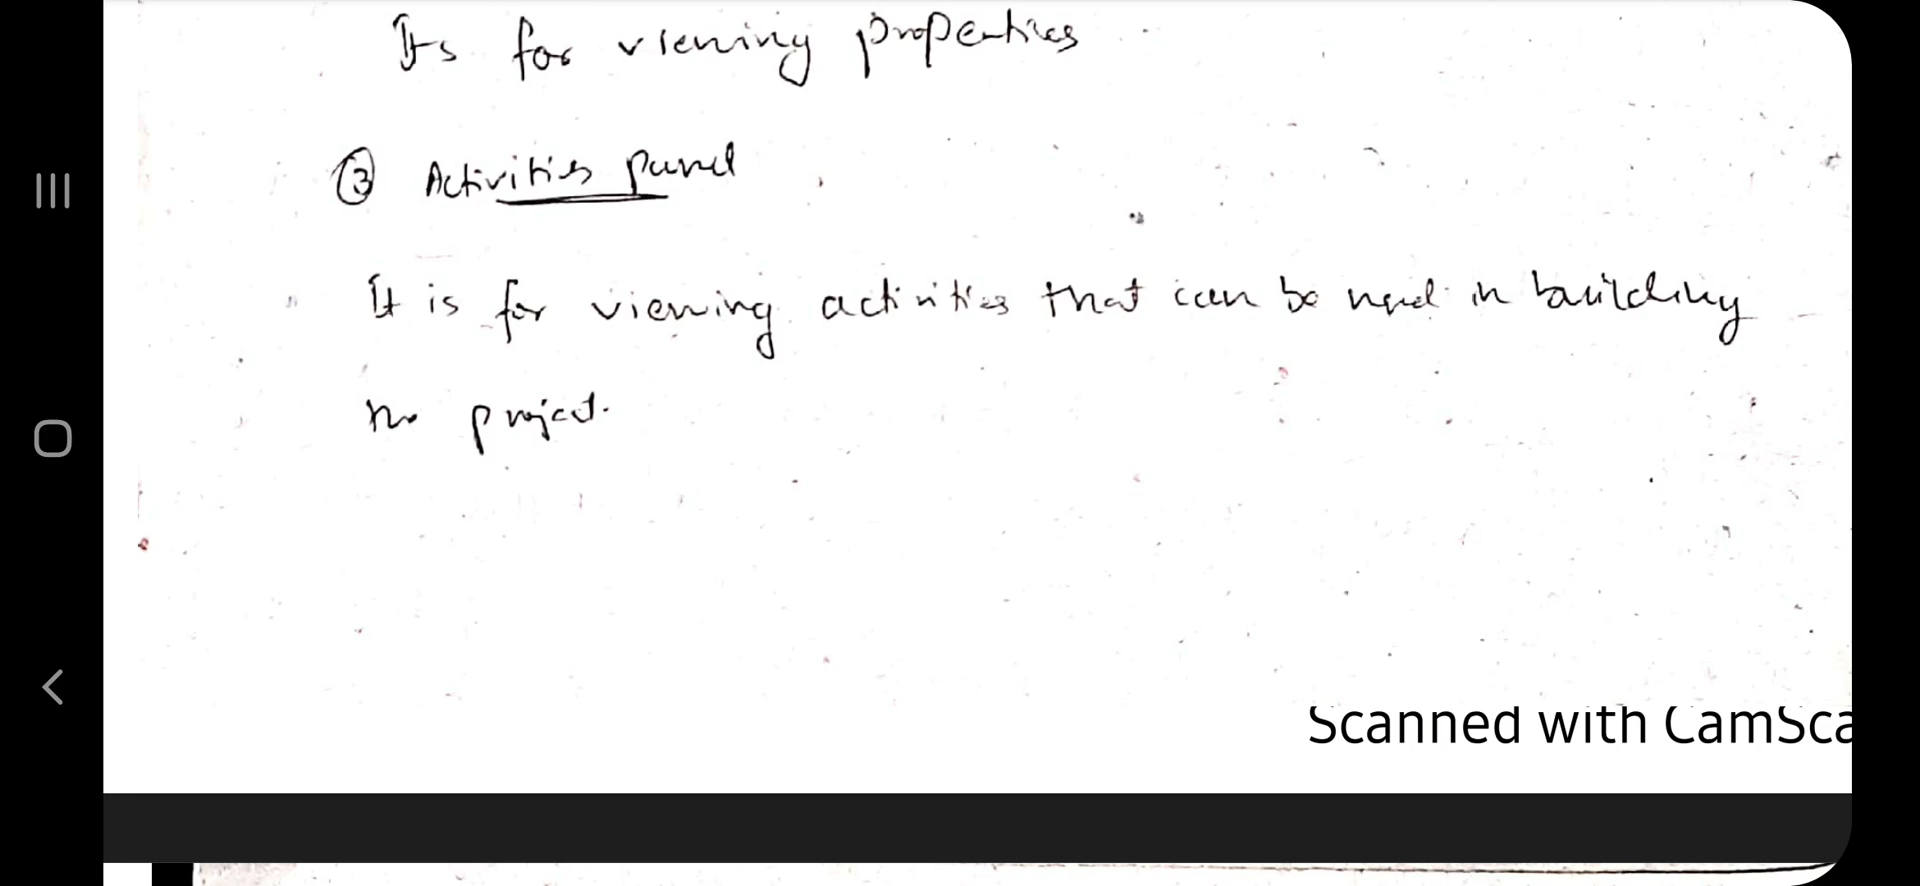 Its for viewing properties
③ Activities panel
It is for viewing activities that can be used in building
the project.
Scanned with CamSca